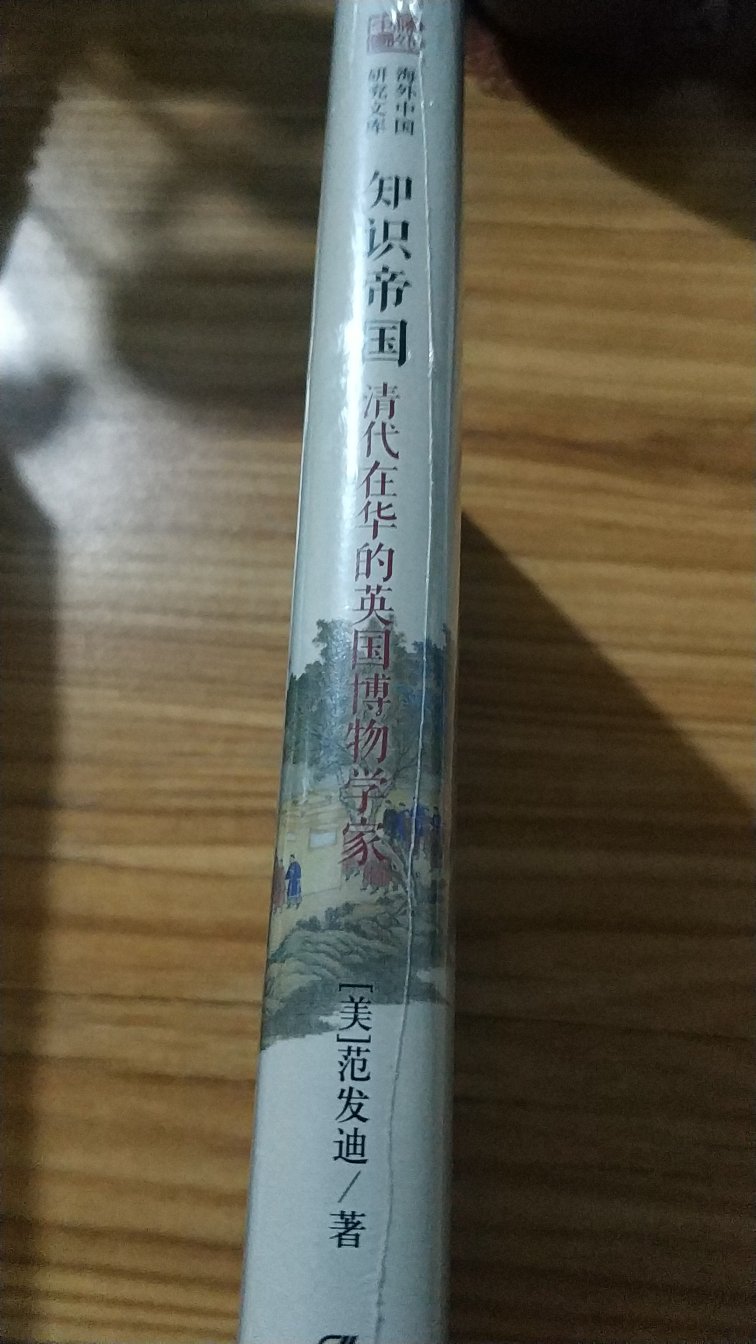 海外中国
研究文库
知识帝国
清代在华的英国博物学家
[美]范发迪/著